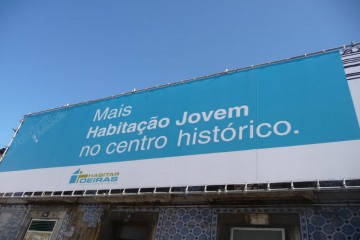 Mais
Habitação Jovem
no centro histórico.
HABITAR
OEIRAS